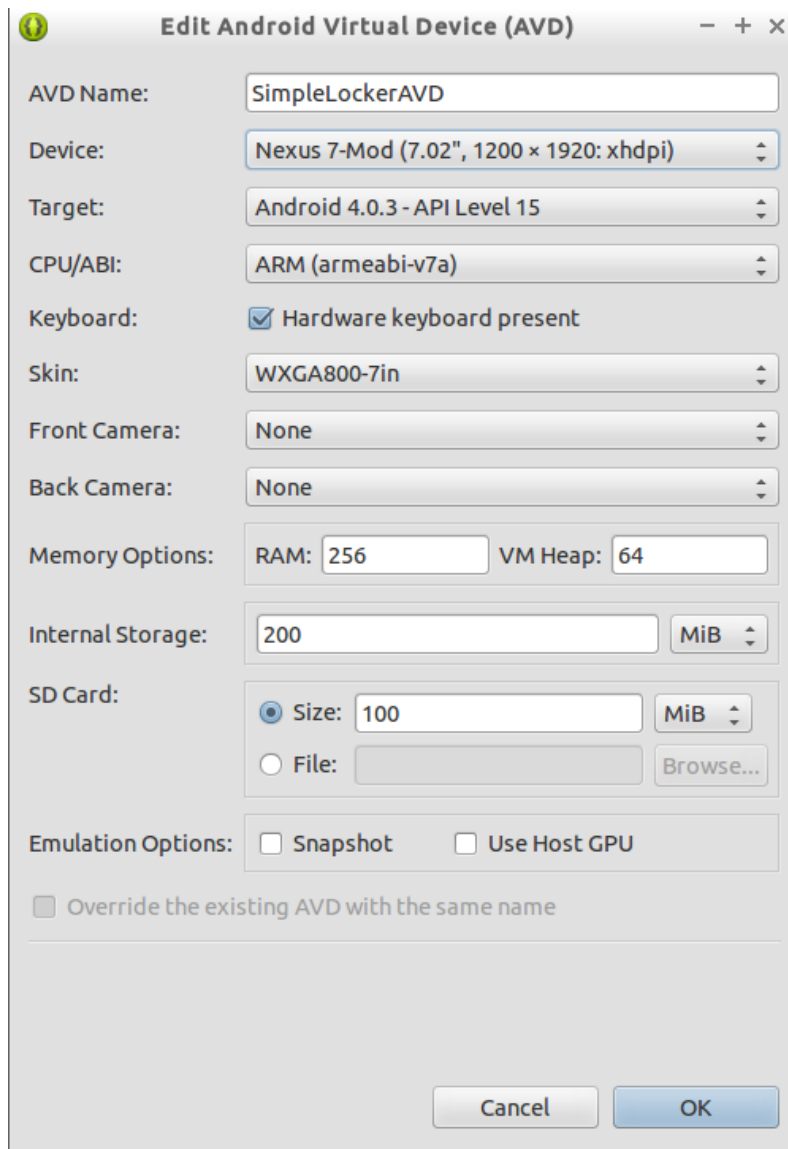 Edit Android Virtual Device (AVD)
AVD Name: SimpleLockerAVD
Device: Nexus 7-Mod (7.02", 1200 × 1920: xhdpi)
Target: Android 4.0.3 - API Level 15
CPU/ABI: ARM (armeabi-v7a)
Keyboard: Hardware keyboard present
Skin: WXGA800-7in
Front Camera: None
Back Camera: None
Memory Options: RAM: 256 VM Heap: 64
Internal Storage: 200 MiB
SD Card:
Size: 100 MiB
File: Browse...
Emulation Options: Snapshot Use Host GPU
Override the existing AVD with the same name
Cancel OK